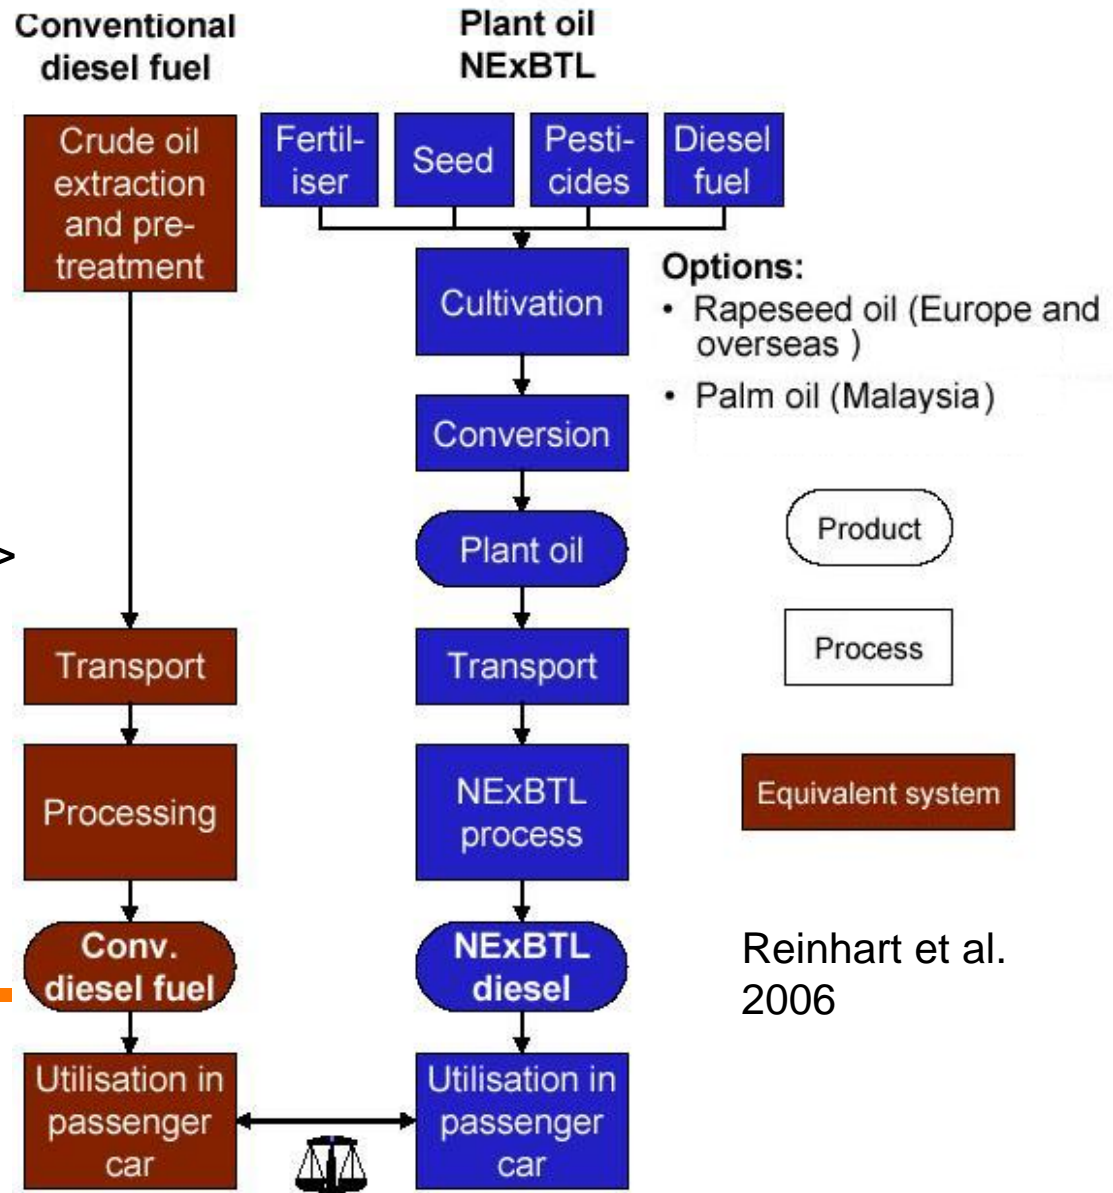 Conventional
diesel fuel
Plant oil
NExBTL
Crude oil
extraction
and pre-
treatment
Fertil-
iser
Seed
Pesti-
cides
Diesel
fuel
Cultivation
Options:
• Rapeseed oil (Europe and
overseas )
• Palm oil (Malaysia)
Conversion
Plant oil
Product
>
Transport
Transport
Process
Processing
NExBTL
process
Equivalent system
Conv.
diesel fuel
NExBTL
diesel
Reinhart et al.
2006
Utilisation in
passenger
car
Utilisation in
passenger
car